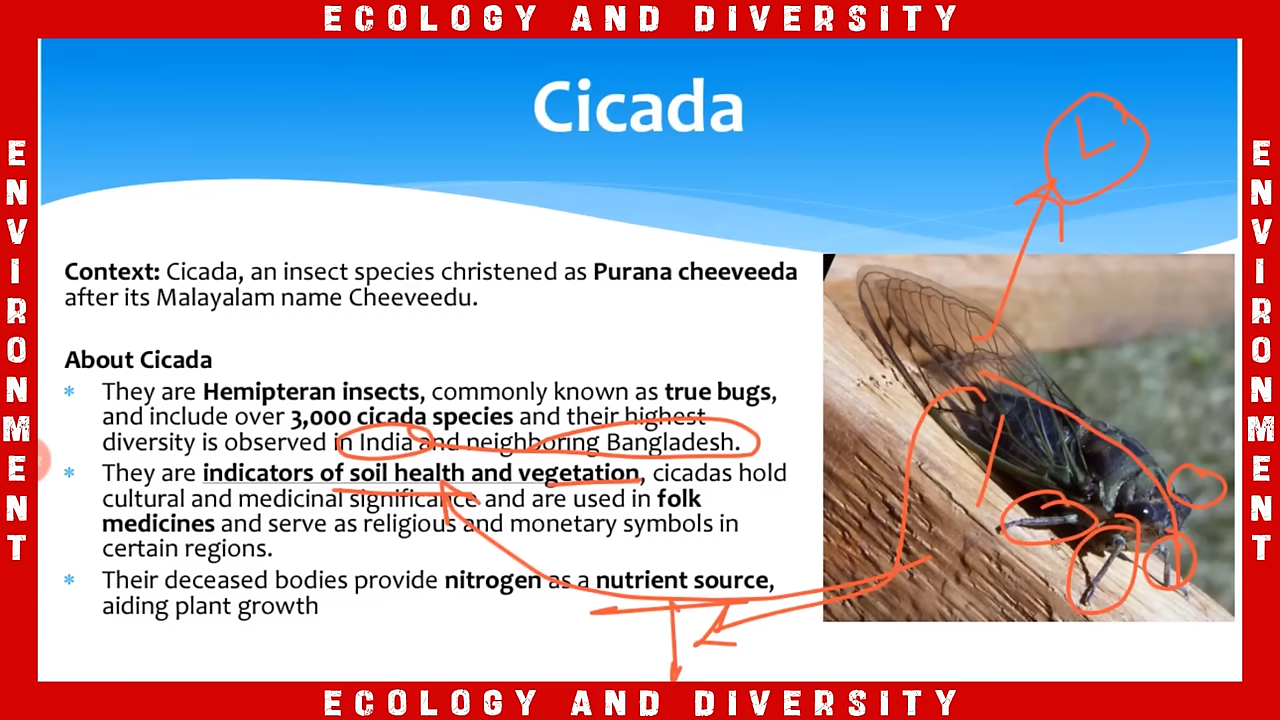 ECOLOGY AND DIVERSITY
ENVIRONMENT
Cicada
Context: Cicada, an insect species christened as Purana cheeveeda
after its Malayalam name Cheeveedu.
About Cicada
* They are Hemipteran insects, commonly known as true bugs,
and include over 3,000 cicada species and their highest
diversity is observed in India and neighboring Bangladesh.
* They are indicators of soil health and vegetation, cicadas hold
cultural and medicinal significance and are used in folk
medicines and serve as religious and monetary symbols in
certain regions.
* Their deceased bodies provide nitrogen as a nutrient source,
aiding plant growth
ENVIRONMENT
ECOLOGY AND DIVERSITY